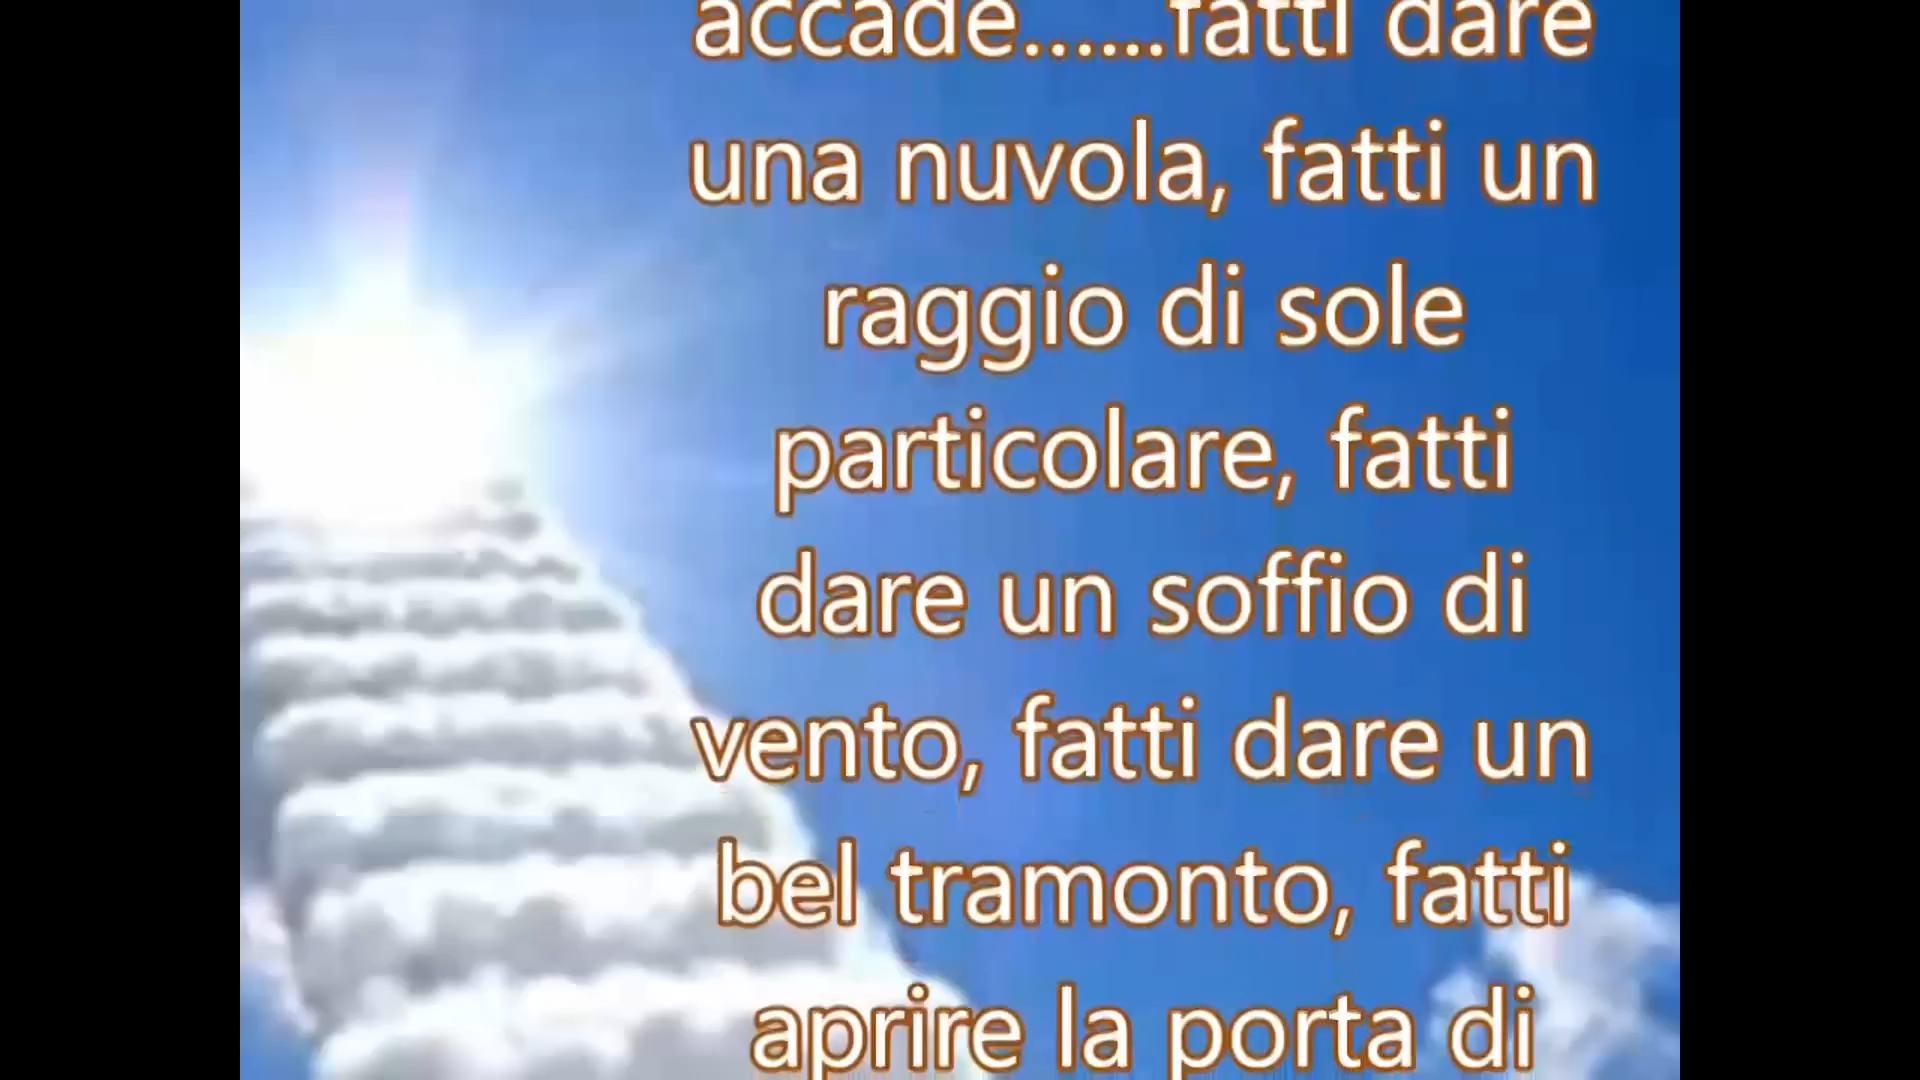 accade......fatti dare
una nuvola, fatti un
raggio di sole
particolare, fatti
dare un soffio di
vento, fatti dare un
bel tramonto, fatti
aprire la porta di